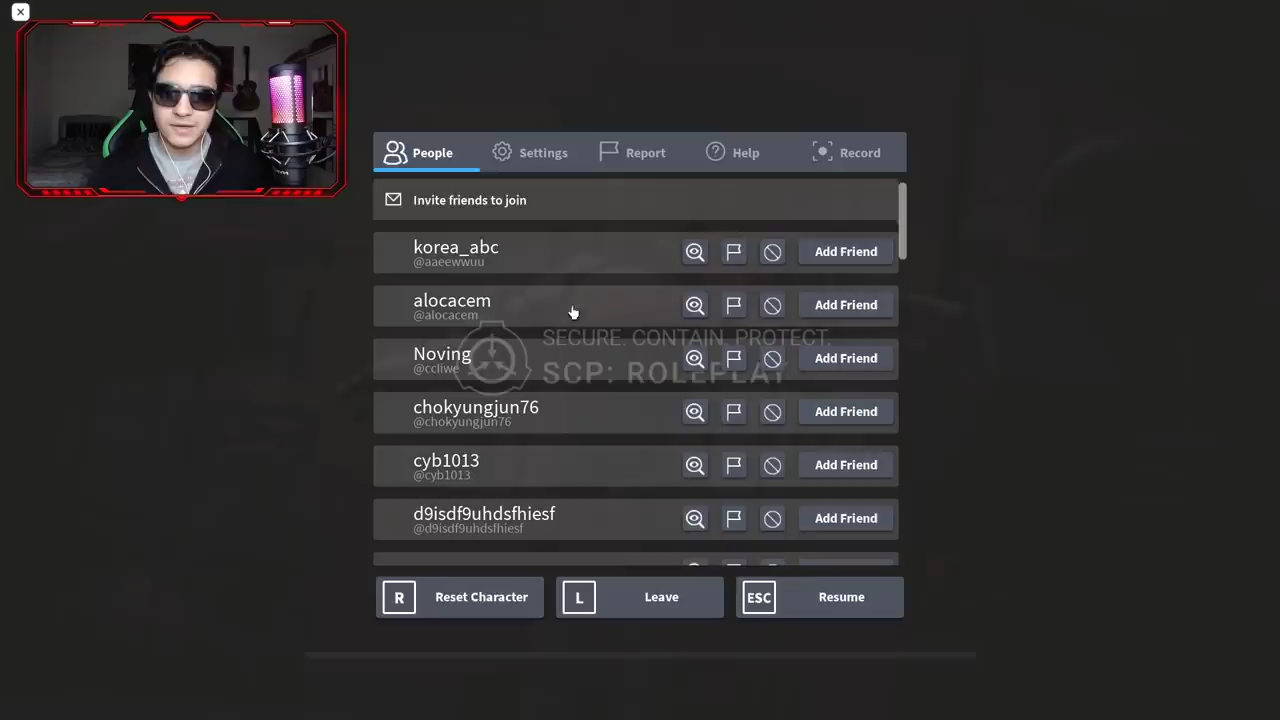 People
Settings
Report
Help
Record
Invite friends to join
korea_abc
@aaeewwuu
Add Friend
alocacem
@alocacem
Add Friend
SECURE. CONTAIN. PROTECT.
SCP: ROLEPLAY
Noving
@ccliwe
Add Friend
chokyungjun76
@chokyungjun76
Add Friend
cyb1013
@cyb1013
Add Friend
d9isdf9uhdsfhiesf
@d9isdf9uhdsfhiesf
Add Friend
R Reset Character
L Leave
ESC Resume